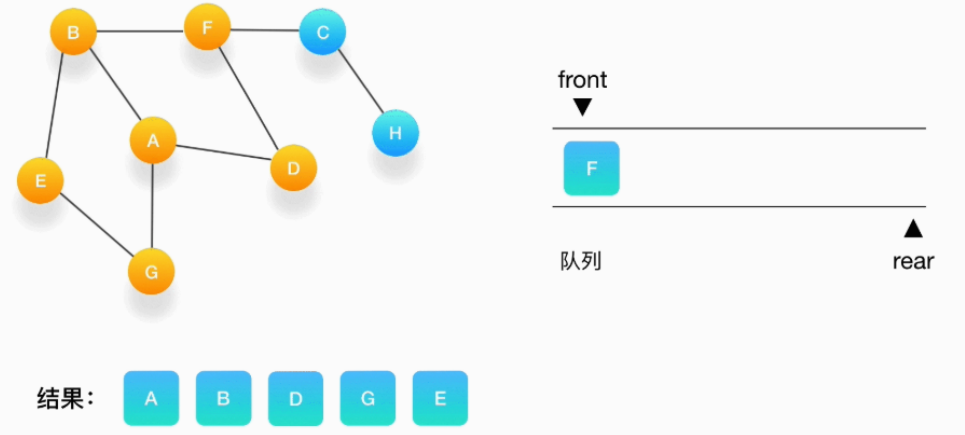 B F C
front
A H
E D
F
G
队列
rear
结果： A B D G E